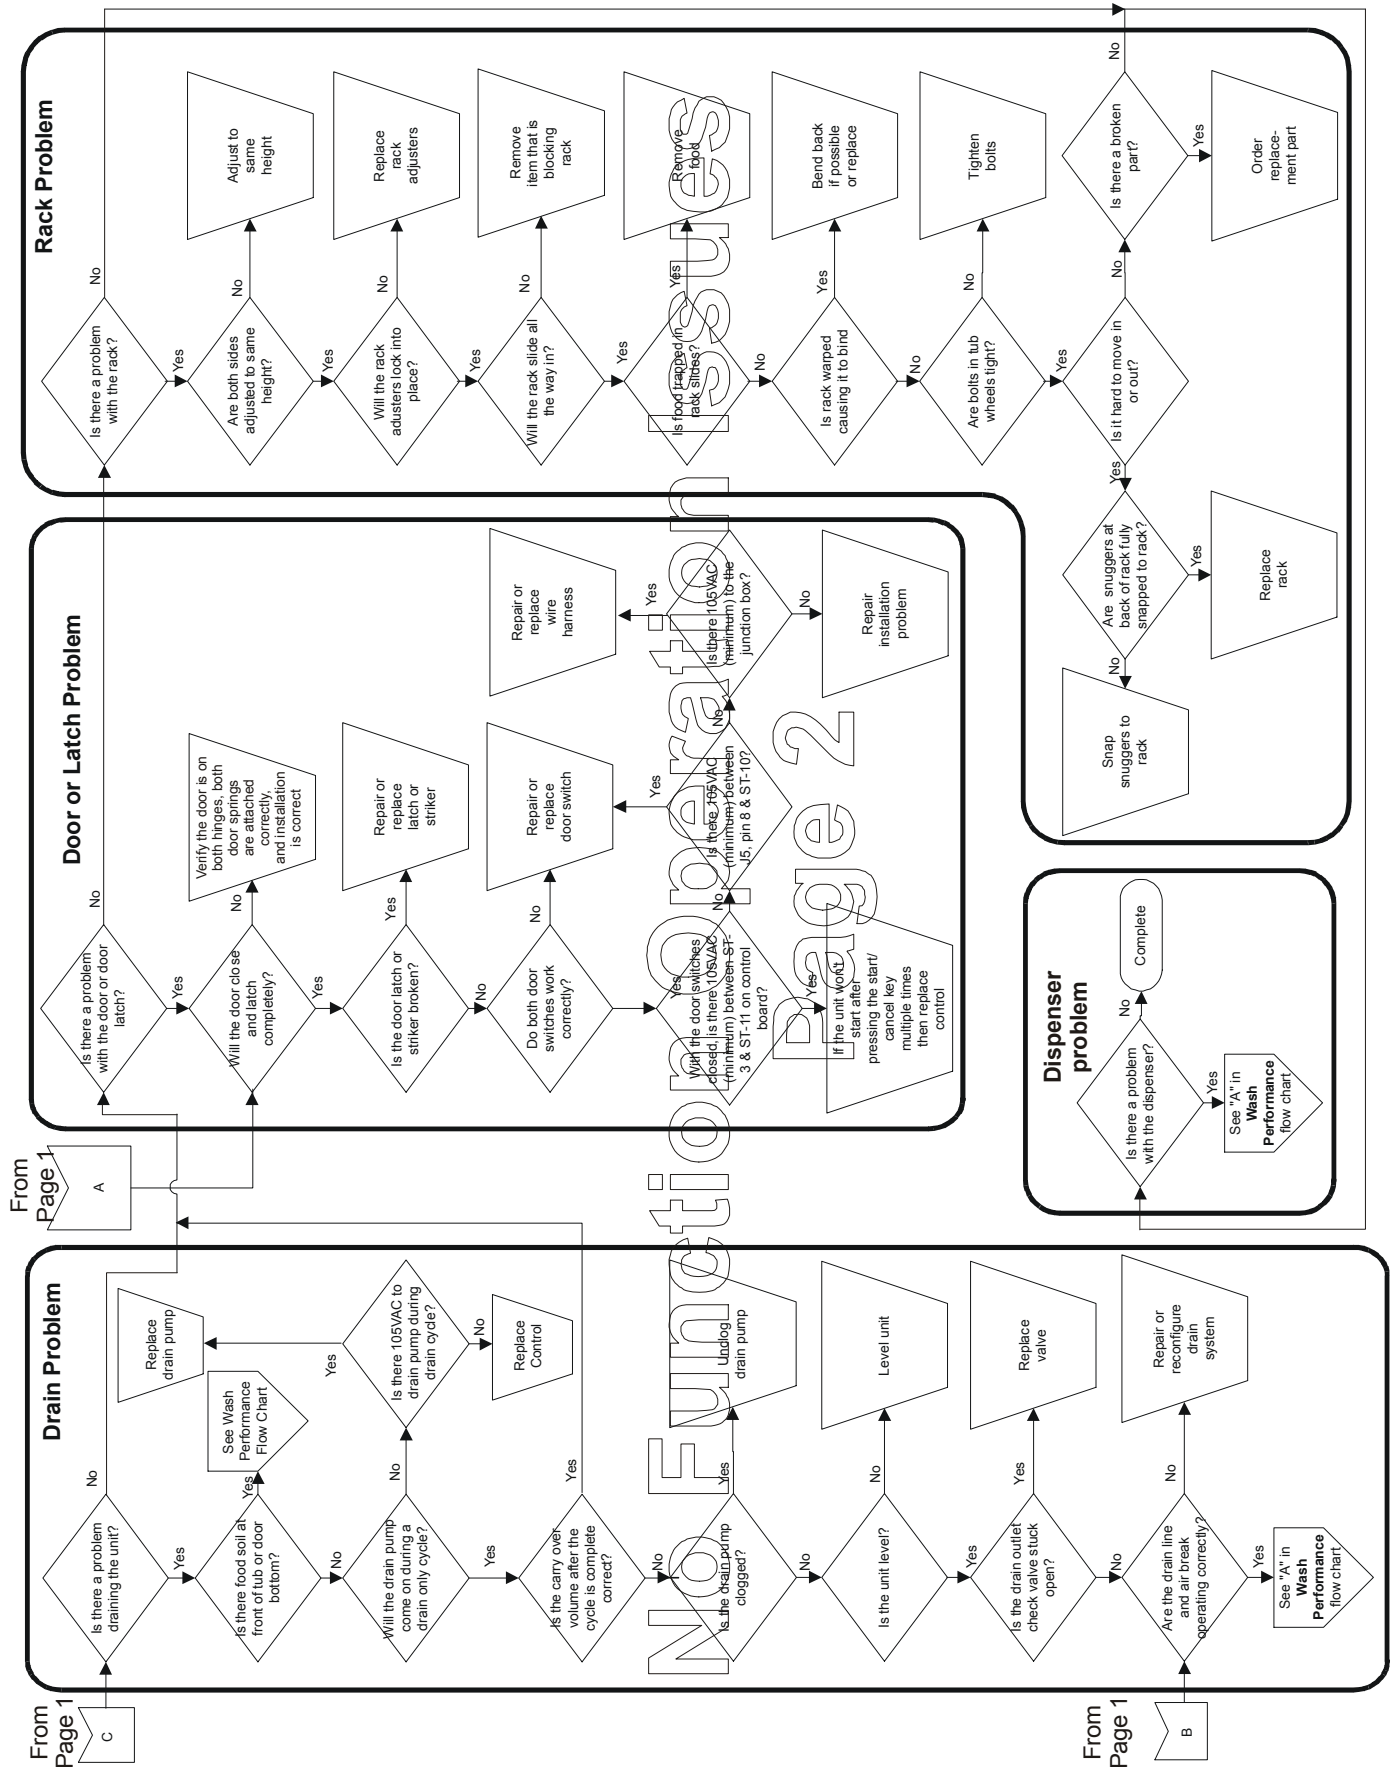 No Function Operation Issues
Page 2
From
Page 1
C
Drain Problem
Is there a problem
draining the unit?
No
Yes
Is there food soil at
front of tub or door
bottom?
Yes
See Wash
Performance
Flow Chart
No
Will the drain pump
come on during a
drain only cycle?
No
Is there 105VAC to
drain pump during
drain cycle?
Yes
Replace
drain pump
No
Replace
Control
Yes
Is the carry over
volume after the
cycle is complete
correct?
Yes
No
Is the drain pump
clogged?
Yes
Unclog
drain pump
No
Is the unit level?
No
Level unit
Yes
Is the drain outlet
check valve stuck
open?
Yes
Replace
valve
No
From
Page 1
B
Are the drain line
and air break
operating correctly?
No
Repair or
reconfigure
drain
system
Yes
See "A" in
Wash
Performance
flow chart
From
Page 1
A
Door or Latch Problem
Is there a problem
with the door or door
latch?
No
Yes
Will the door close
and latch
completely?
No
Verify the door is on
both hinges, both
door springs
are attached
correctly,
and installation
is correct
Yes
Is the door latch or
striker broken?
Yes
Repair or
replace
latch or
striker
No
Do both door
switches work
correctly?
No
Repair or
replace
door switch
Yes
With the door switches
closed, is there 105VAC
(minimum) between ST-
3 & ST-11 on control
board?
Yes
If the unit won't
start after
pressing the start/
cancel key
multiple times
then replace
control
No
Is there 105VAC
(minimum) between
J5, pin 8 & ST-10?
Yes
No
Is there 105VAC
(minimum) to the
junction box?
Yes
Repair or
replace
wire
harness
No
Repair
installation
problem
Rack Problem
Is there a problem
with the rack?
No
Yes
Are both sides
adjusted to same
height?
No
Adjust to
same
height
Yes
Will the rack
adusters lock into
place?
No
Replace
rack
adjusters
Yes
Will the rack slide all
the way in?
No
Remove
item that is
blocking
rack
Yes
Is food trapped in
rack slides?
Yes
Remove
food
No
Is rack warped
causing it to bind
Yes
Bend back
if possible
or replace
No
Are bolts in tub
wheels tight?
No
Tighten
bolts
Yes
Is it hard to move in
or out?
No
Is there a broken
part?
No
Yes
Order
replace-
ment part
Yes
Are snuggers at
back of rack fully
snapped to rack?
No
Snap
snuggers to
rack
Yes
Replace
rack
Dispenser
problem
Is there a problem
with the dispenser?
No
Complete
Yes
See "A" in
Wash
Performance
flow chart